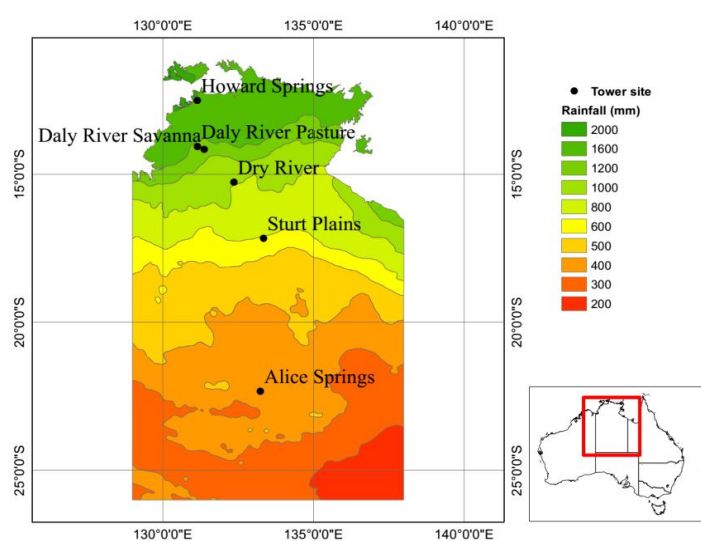 130°0'0"E 135°0'0"E 140°0'0"E
Howard Springs
Daly River Savanna Daly River Pasture
15°0'0"S 15°0'0"S
Dry River
Sturt Plains
20°0'0"S 20°0'0"S
Alice Springs
25°0'0"S 25°0'0"S
130°0'0"E 135°0'0"E 140°0'0"E
Tower site
Rainfall (mm)
2000
1600
1200
1000
800
600
500
400
300
200